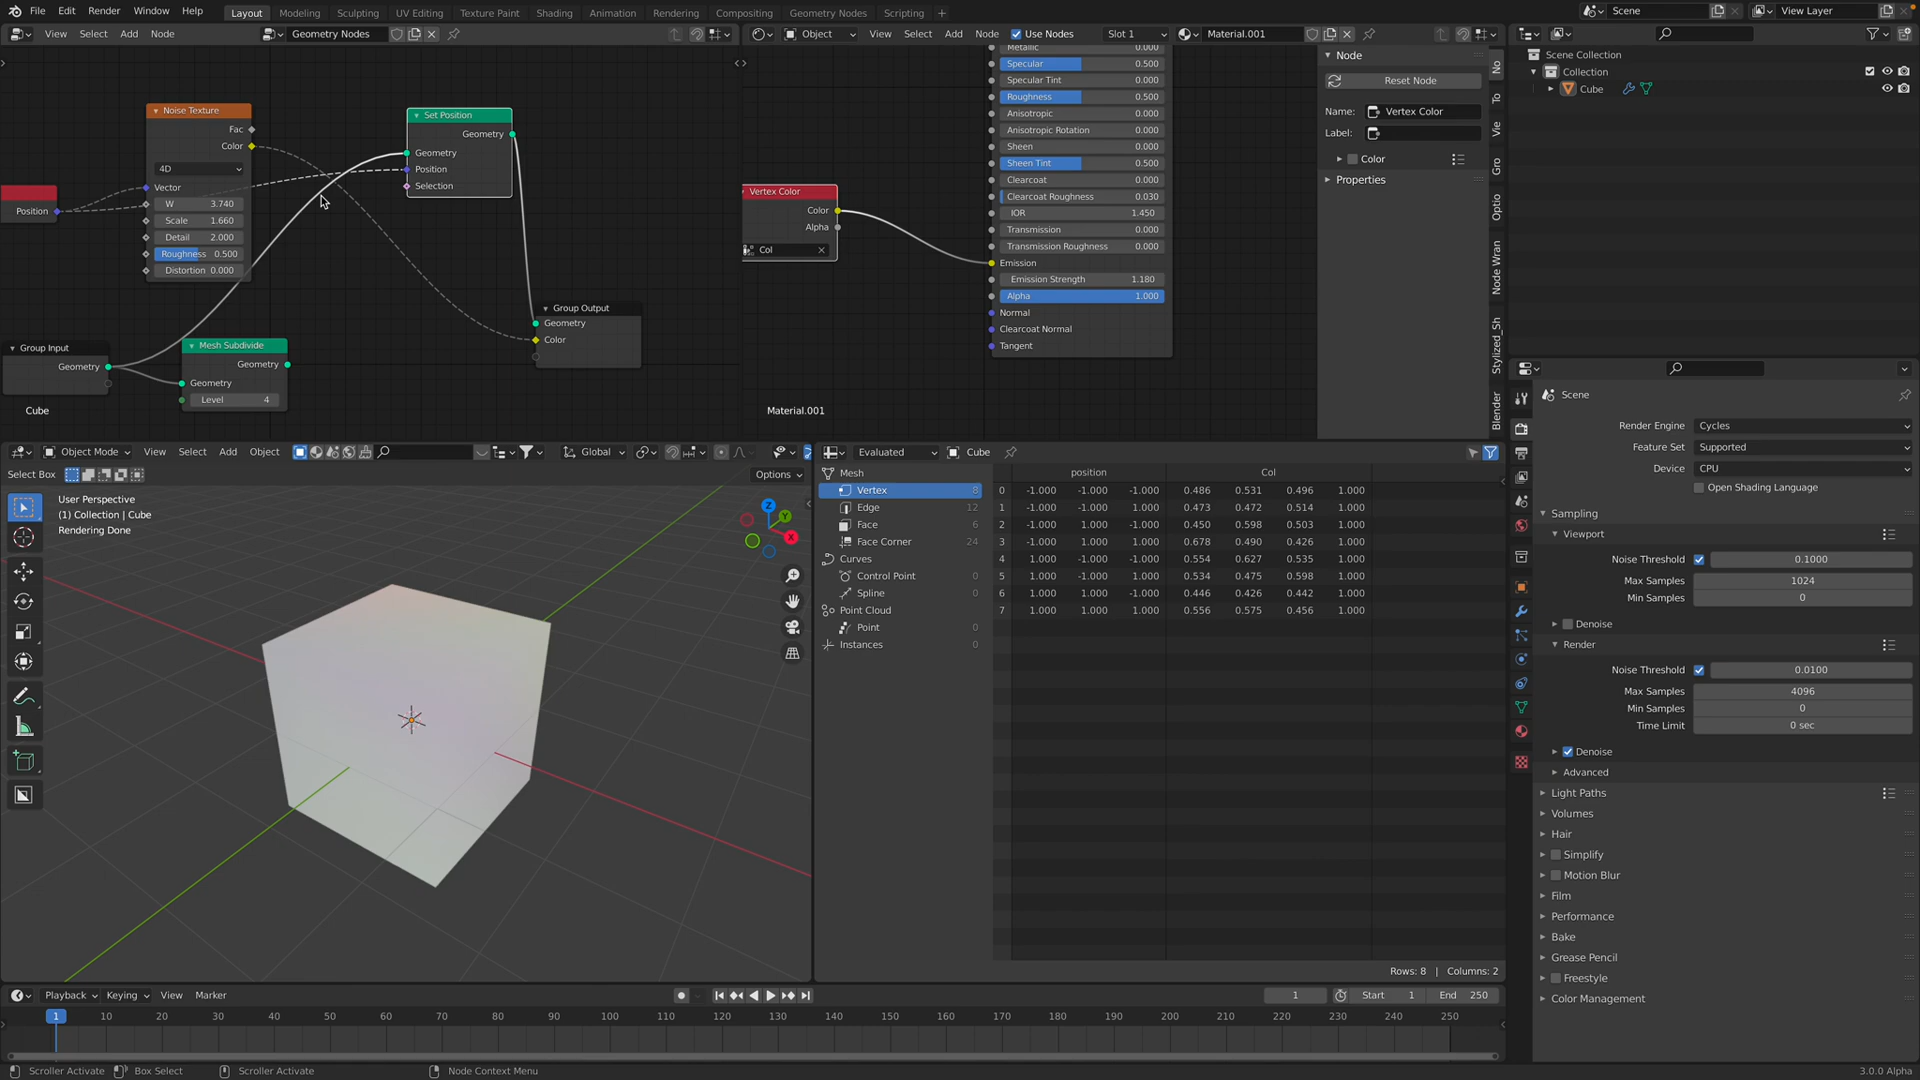 File Edit Render Window Help Layout Modeling Sculpting UV Editing Texture Paint Shading Animation Rendering Compositing Geometry Nodes Scripting + Scene View Layer
View Select Add Node Geometry Nodes
Object View Select Add Node Use Nodes Slot 1 Material.001
Noise Texture
Fac
Color
4D
Vector
W 3.740
Scale 1.660
Detail 2.000
Roughness 0.500
Distortion 0.000
Position
Set Position
Geometry
Geometry
Position
Selection
Group Output
Geometry
Color
Group Input
Geometry
Mesh Subdivide
Geometry
Geometry
Level 4
Cube
Vertex Color
Color
Alpha
Col
Metallic 0.000
Specular 0.500
Specular Tint 0.000
Roughness 0.500
Anisotropic 0.000
Anisotropic Rotation 0.000
Sheen 0.000
Sheen Tint 0.500
Clearcoat 0.000
Clearcoat Roughness 0.030
IOR 1.450
Transmission 0.000
Transmission Roughness 0.000
Emission
Emission Strength 1.180
Alpha 1.000
Normal
Clearcoat Normal
Tangent
Material.001
Node
Reset Node
Name: Vertex Color
Label:
Color
Properties
No
To
Vie
Gro
Optio
Node Wran
Stylized_Sh
Blender
Scene Collection
Collection
Cube
Object Mode View Select Add Object Global
Select Box Options
User Perspective
(1) Collection | Cube
Rendering Done
Z
Y
X
Evaluated Cube
Mesh
Vertex 8
Edge 12
Face 6
Face Corner 24
Curves
Control Point 0
Spline 0
Point Cloud
Point 0
Instances 0
position Col
0 -1.000 -1.000 -1.000 0.486 0.531 0.496 1.000
1 -1.000 -1.000 1.000 0.473 0.472 0.514 1.000
2 -1.000 1.000 -1.000 0.450 0.598 0.503 1.000
3 -1.000 1.000 1.000 0.678 0.490 0.426 1.000
4 1.000 -1.000 -1.000 0.554 0.627 0.535 1.000
5 1.000 -1.000 1.000 0.534 0.475 0.598 1.000
6 1.000 1.000 -1.000 0.446 0.426 0.442 1.000
7 1.000 1.000 1.000 0.556 0.575 0.456 1.000
Rows: 8 | Columns: 2
Scene
Render Engine Cycles
Feature Set Supported
Device CPU
Open Shading Language
Sampling
Viewport
Noise Threshold 0.1000
Max Samples 1024
Min Samples 0
Denoise
Render
Noise Threshold 0.0100
Max Samples 4096
Min Samples 0
Time Limit 0 sec
Denoise
Advanced
Light Paths
Volumes
Hair
Simplify
Motion Blur
Film
Performance
Bake
Grease Pencil
Freestyle
Color Management
Playback Keying View Marker 1 Start 1 End 250
1 10 20 30 40 50 60 70 80 90 100 110 120 130 140 150 160 170 180 190 200 210 220 230 240 250
Scroller Activate Box Select Scroller Activate Node Context Menu 3.0.0 Alpha